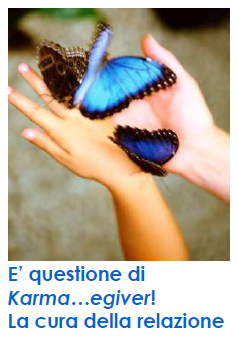 E’ questione di
Karma…egiver!
La cura della relazione